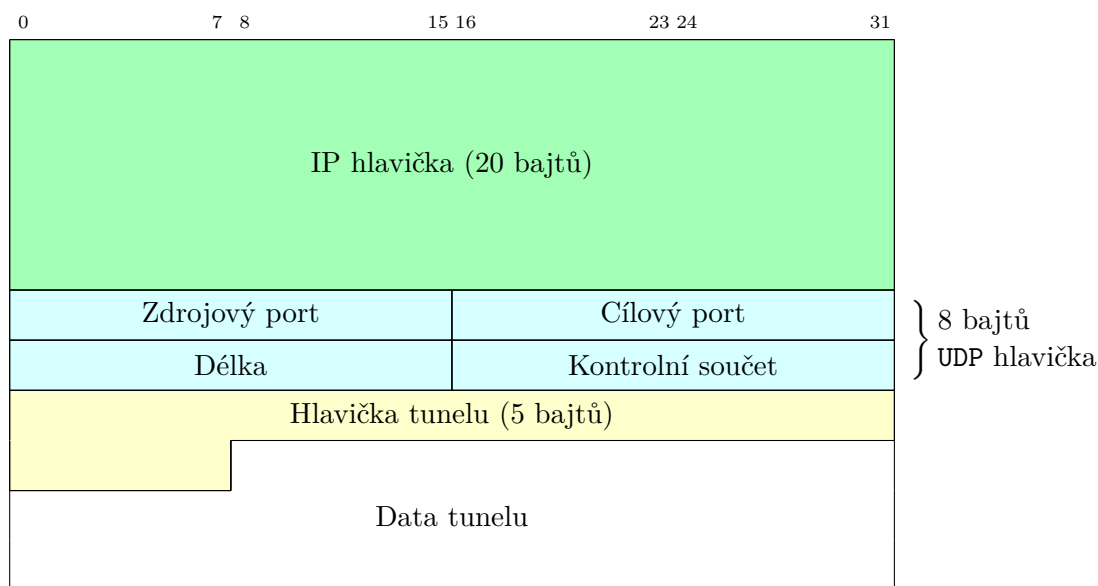 0 7 8 15 16 23 24 31
IP hlavička (20 bajtů)
Zdrojový port Cílový port
Délka Kontrolní součet
8 bajtů
UDP hlavička
Hlavička tunelu (5 bajtů)
Data tunelu